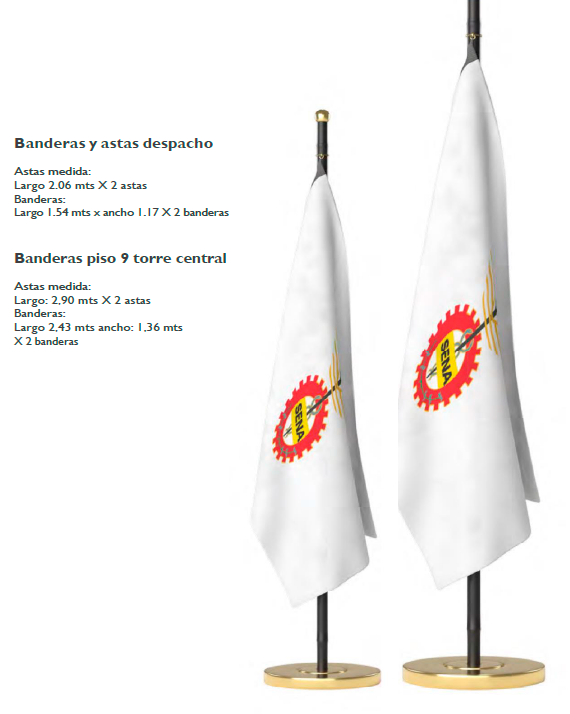 Banderas y astas despacho
Astas medida:
Largo 2.06 mts X 2 astas
Banderas:
Largo 1.54 mts x ancho 1.17 X 2 banderas
Banderas piso 9 torre central
Astas medida:
Largo: 2,90 mts X 2 astas
Banderas:
Largo 2,43 mts ancho: 1,36 mts
X 2 banderas
SENA
SENA